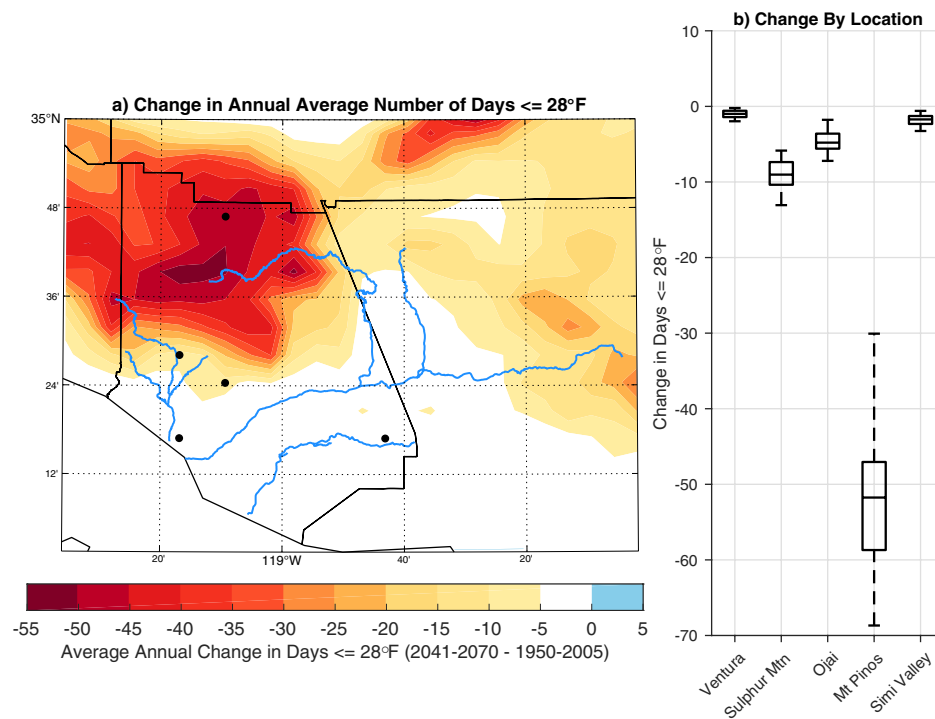 a) Change in Annual Average Number of Days <= 28°F
35°N
48'
36'
24'
12'
20'
119°W
40'
20'
-55 -50 -45 -40 -35 -30 -25 -20 -15 -10 -5 0 5
Average Annual Change in Days <= 28°F (2041-2070 - 1950-2005)
b) Change By Location
10
0
-10
-20
-30
-40
-50
-60
-70
Change in Days <= 28°F
Ventura
Sulphur Mtn
Ojai
Mt Pinos
Simi Valley